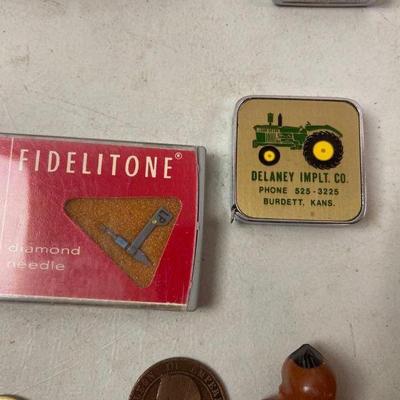 FIDELITONE®
diamond
needle
DELANEY IMPLT. CO.
PHONE 525-3225
BURDETT, KANS.